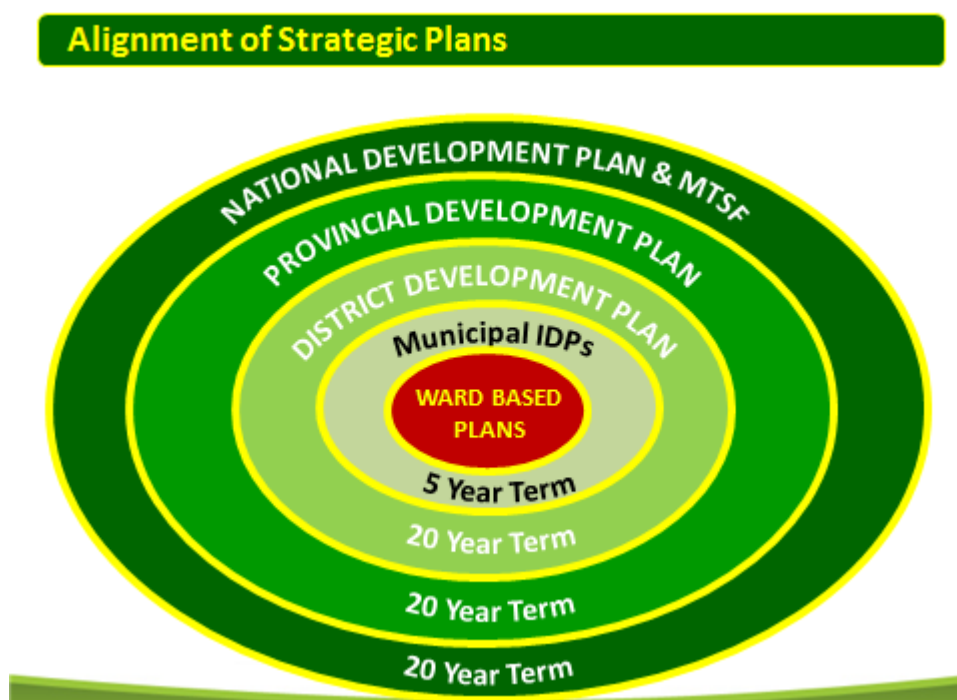 Alignment of Strategic Plans
NATIONAL DEVELOPMENT PLAN & MTSF
PROVINCIAL DEVELOPMENT PLAN
DISTRICT DEVELOPMENT PLAN
Municipal IDPs
WARD BASED
PLANS
5 Year Term
20 Year Term
20 Year Term
20 Year Term